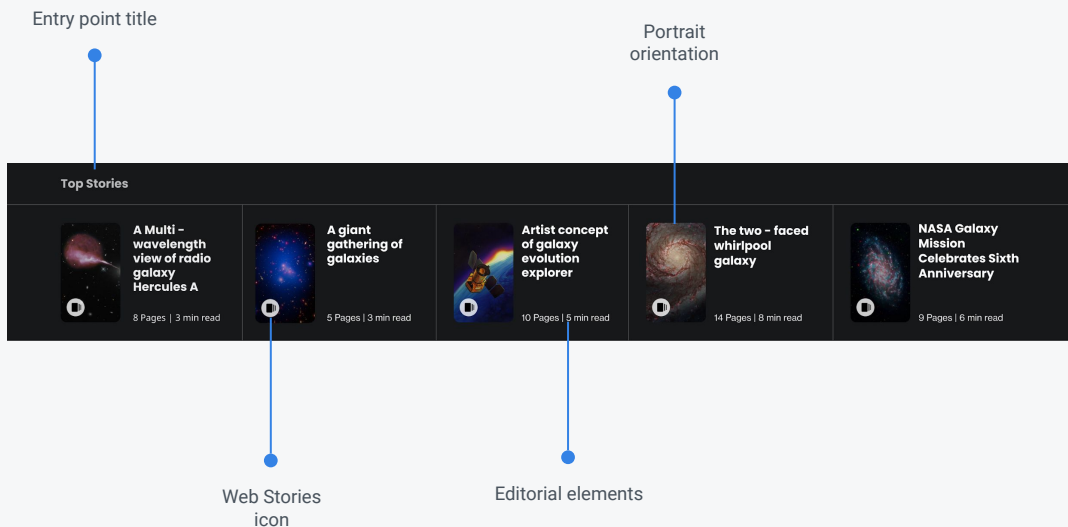 Entry point title
Portrait
orientation
Top Stories
A Multi -
wavelength
view of radio
galaxy
Hercules A
8 Pages | 3 min read
A giant
gathering of
galaxies
5 Pages | 3 min read
Artist concept
of galaxy
evolution
explorer
10 Pages | 5 min read
The two - faced
whirlpool
galaxy
14 Pages | 8 min read
NASA Galaxy
Mission
Celebrates Sixth
Anniversary
9 Pages | 6 min read
Web Stories
icon
Editorial elements